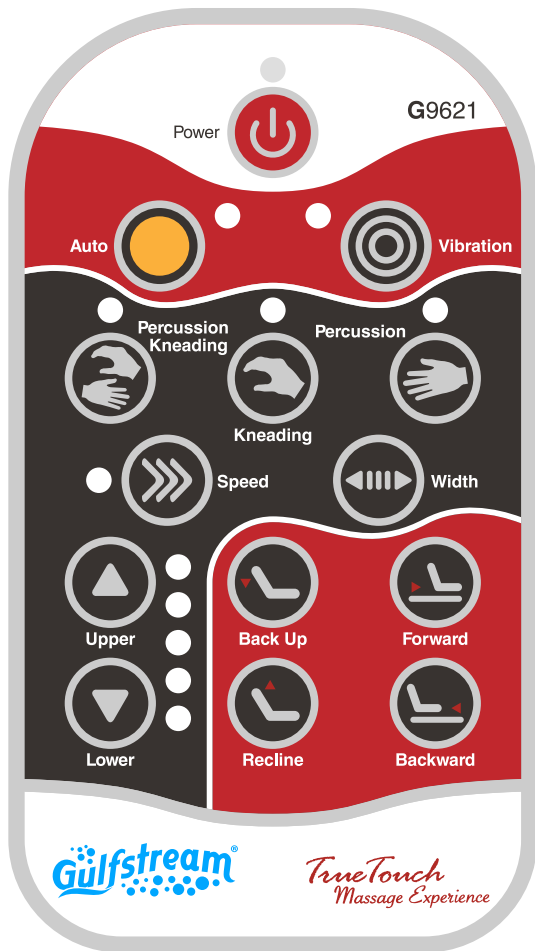 G9621
Power
Auto
Vibration
Percussion
Kneading
Percussion
Kneading
Speed
Width
Upper
Back Up
Forward
Lower
Recline
Backward
Gulfstream®
TrueTouch
Massage Experience